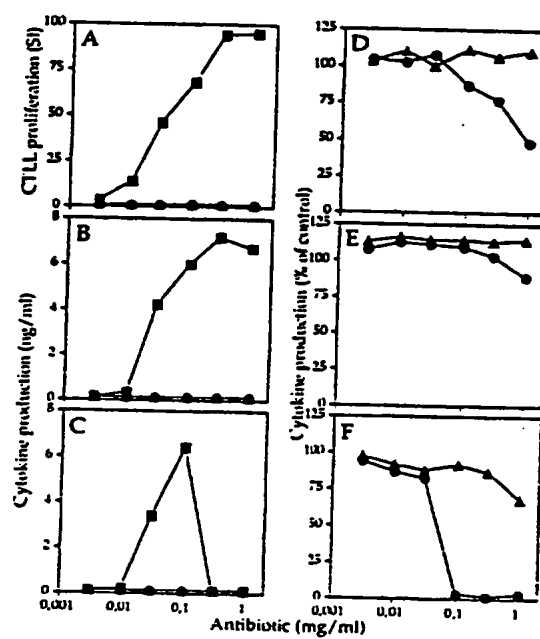 CTLL proliferation (SI)
100
75
50
25
0
A
D
125
100
75
50
25
0
Cytokine production (ng/ml)
8
6
4
2
0
B
Cytokine production (% of control)
125
100
75
50
25
0
E
8
6
4
2
0
C
125
100
75
50
25
0
F
0,001 0,01 0,1 1
0,001 0,01 0,1 1
Antibiotic (mg/ml)